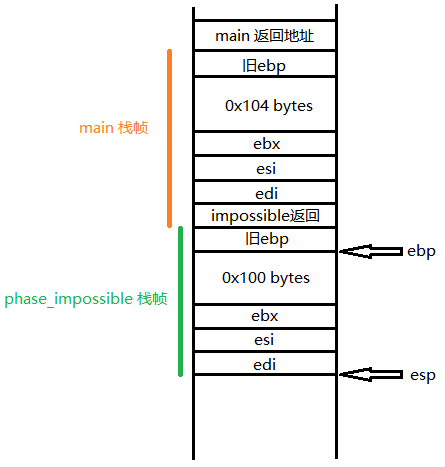 main 返回地址
旧ebp
0x104 bytes
main 栈帧
ebx
esi
edi
impossible返回
旧ebp
ebp
0x100 bytes
phase_impossible 栈帧
ebx
esi
edi
esp